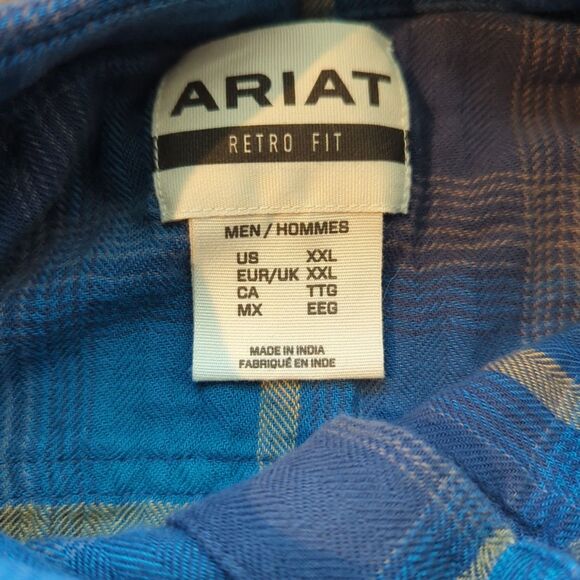 ARIAT
RETRO FIT
MEN / HOMMES
US XXL
EUR/UK XXL
CA TTG
MX EEG
MADE IN INDIA
FABRIQUÉ EN INDE